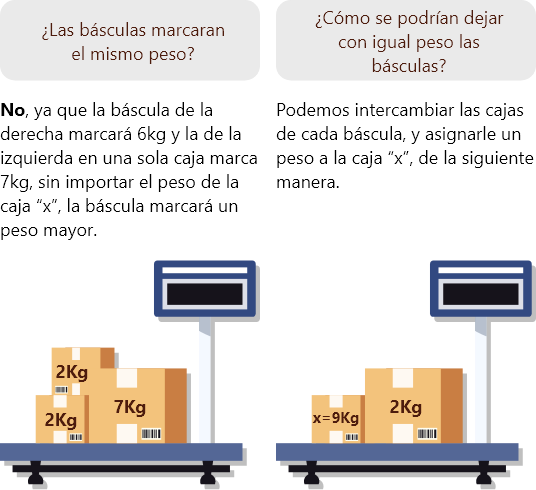 ¿Las básculas marcaran
el mismo peso?
No, ya que la báscula de la
derecha marcará 6kg y la de la
izquierda en una sola caja marca
7kg, sin importar el peso de la
caja “x”, la báscula marcará un
peso mayor.
¿Cómo se podrían dejar
con igual peso las
básculas?
Podemos intercambiar las cajas
de cada báscula, y asignarle un
peso a la caja “x”, de la siguiente
manera.
2Kg
2Kg
7Kg
x=9Kg
2Kg